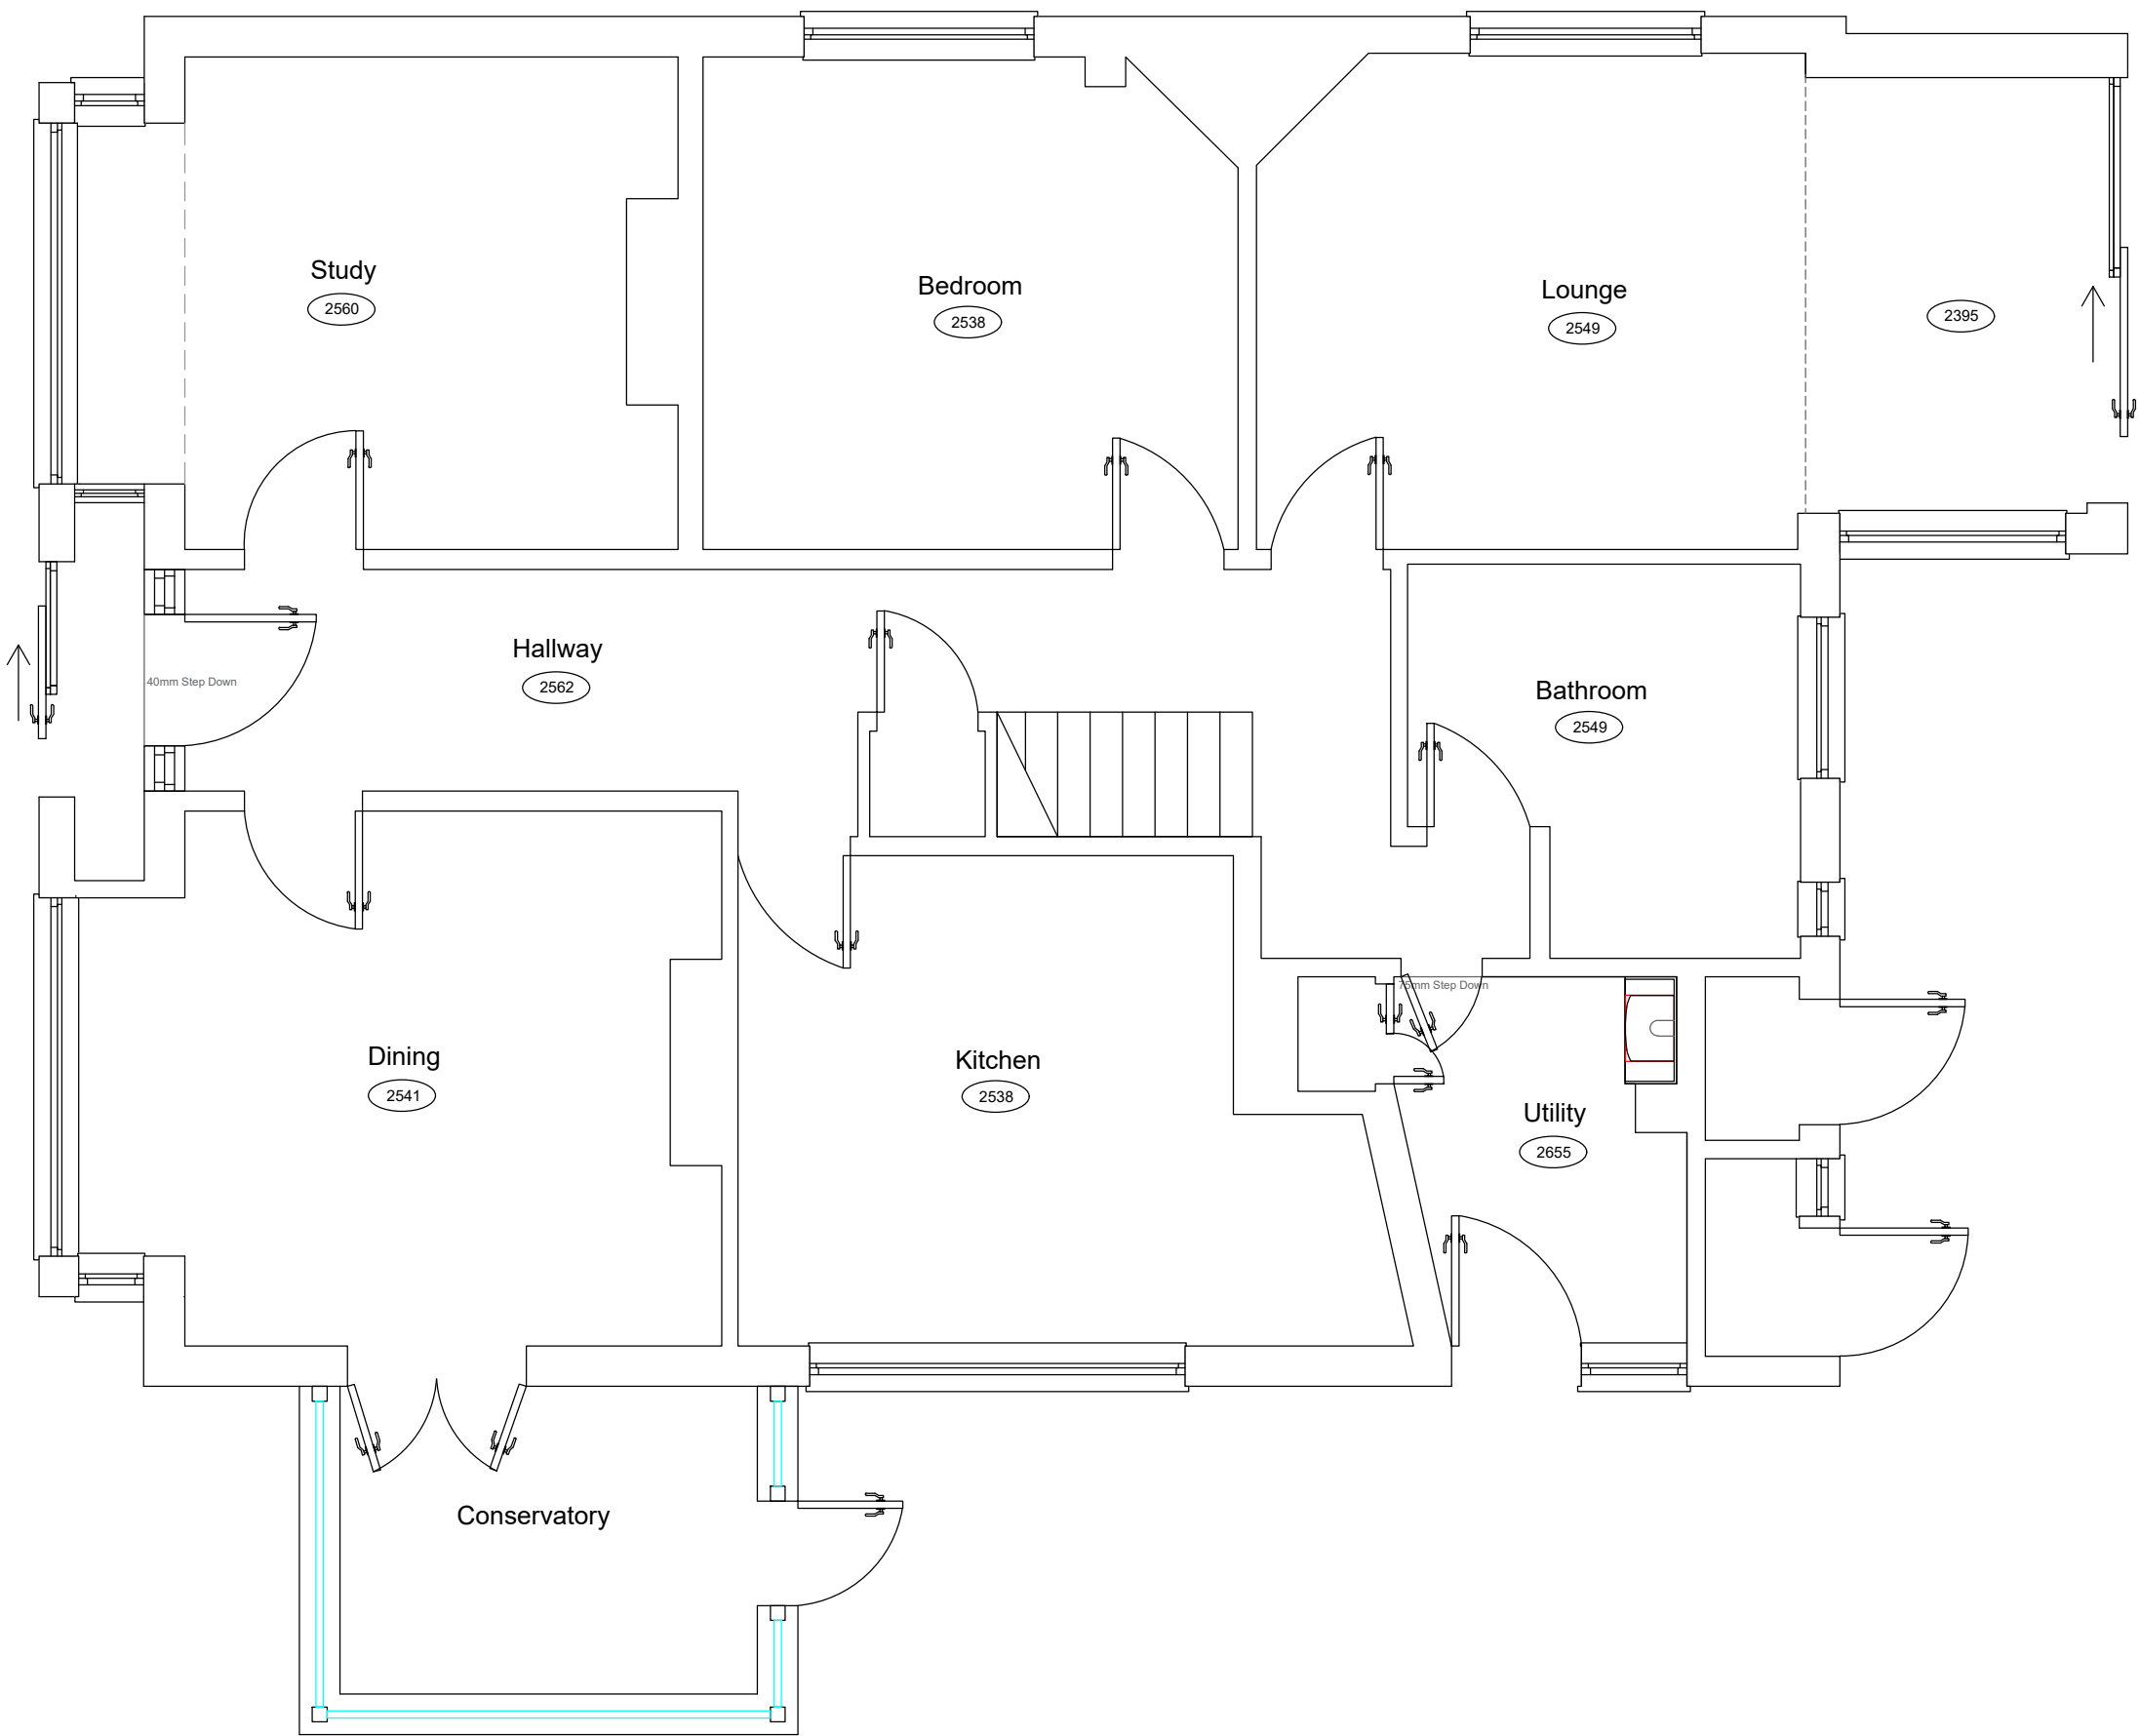 Study
2560
Bedroom
2538
Lounge
2549
2395
Hallway
2562
40mm Step Down
Bathroom
2549
75mm Step Down
Dining
2541
Kitchen
2538
Utility
2655
Conservatory